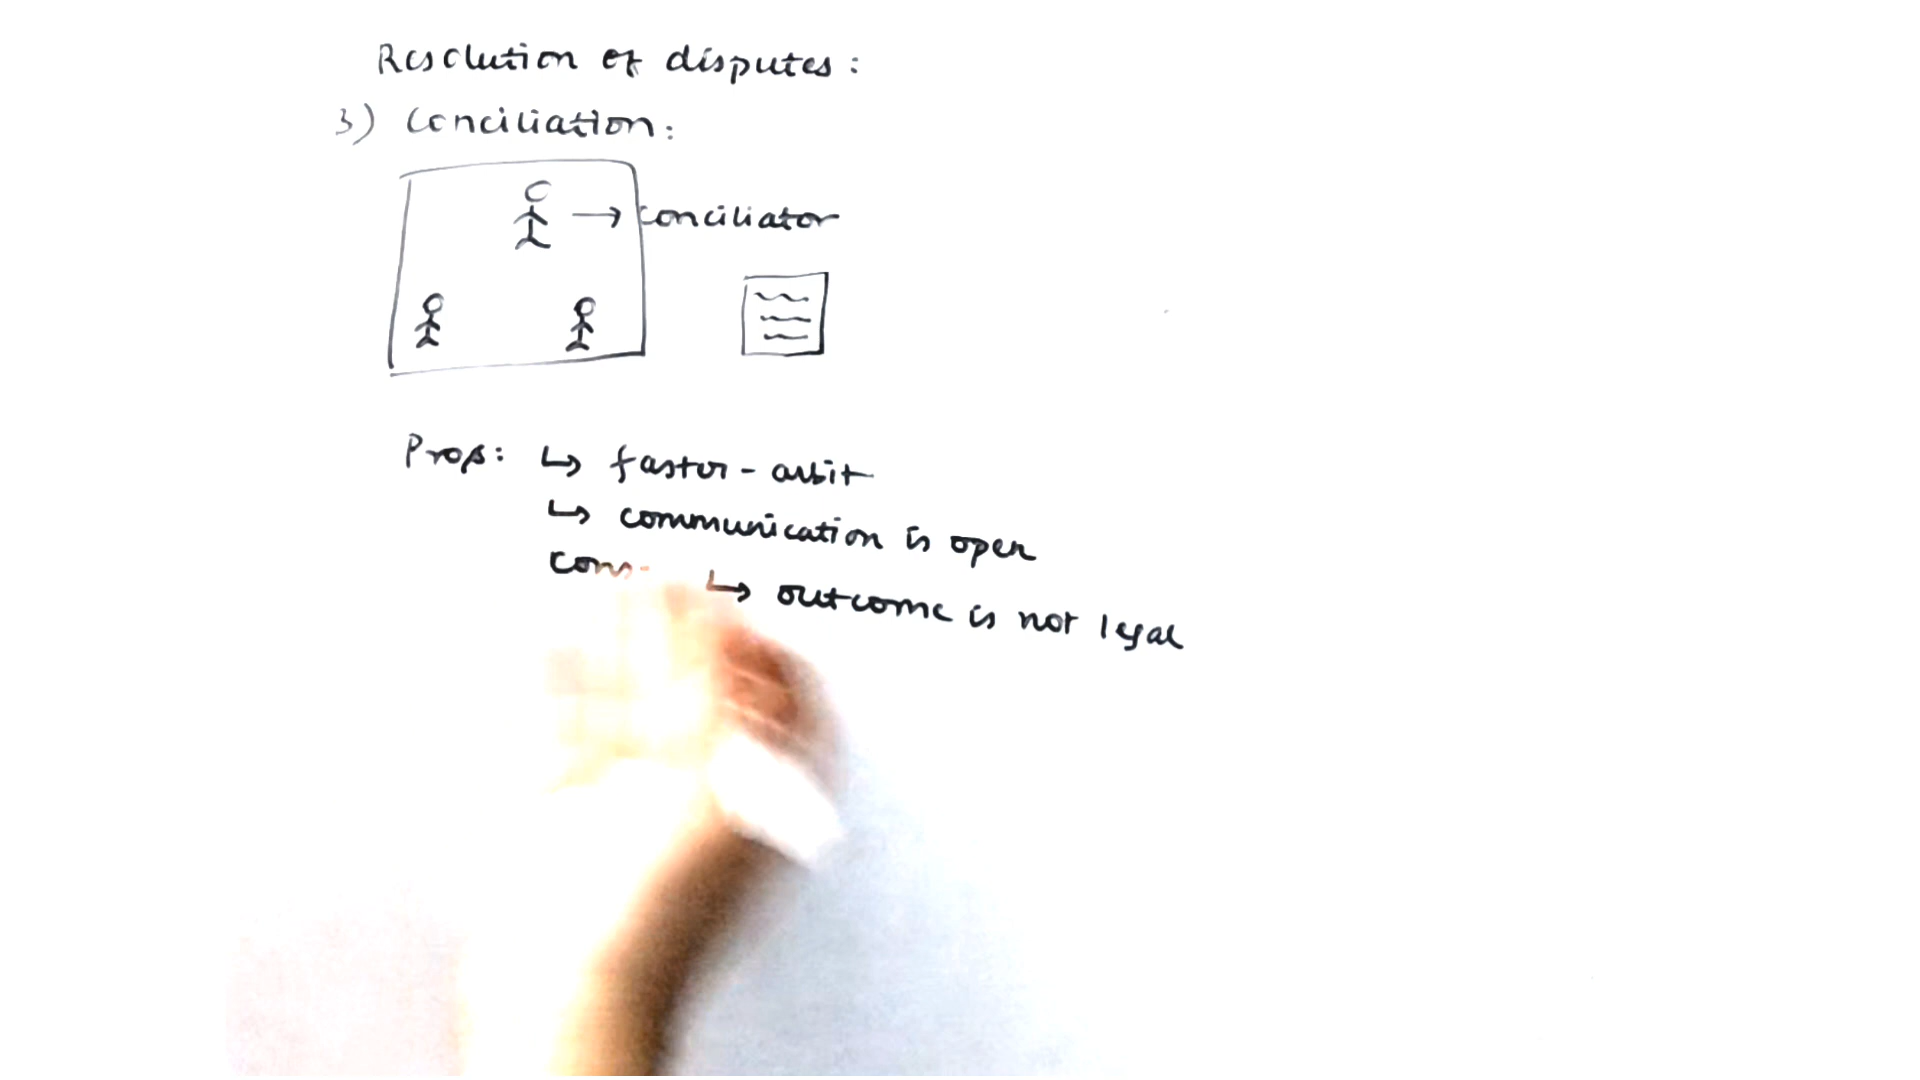 Resolution of disputes:
3) Conciliation:
→ conciliator
Pros: ↳ faster - arbit
↳ communication is open
cons ↳ outcome is not legal